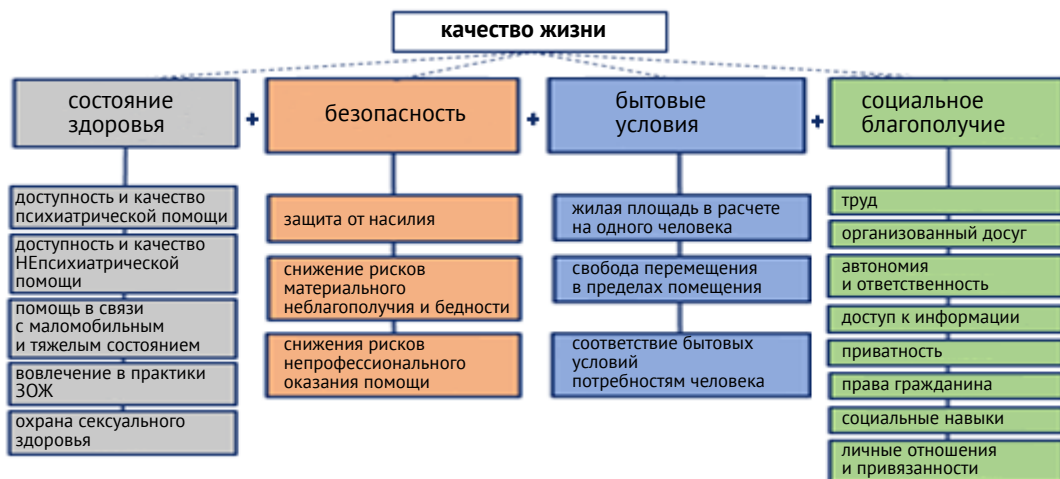 качество жизни
состояние
здоровья
+
безопасность
+
бытовые
условия
+
социальное
благополучие
доступность и качество
психиатрической помощи
доступность и качество
НЕпсихиатрической
помощи
помощь в связи
с маломобильным
и тяжелым состоянием
вовлечение в практики
ЗОЖ
охрана сексуального
здоровья
защита от насилия
снижение рисков
материального
неблагополучия и бедности
снижения рисков
непрофессионального
оказания помощи
жилая площадь в расчете
на одного человека
свобода перемещения
в пределах помещения
соответствие бытовых
условий
потребностям человека
труд
организованный досуг
автономия
и ответственность
доступ к информации
приватность
права гражданина
социальные навыки
личные отношения
и привязанности